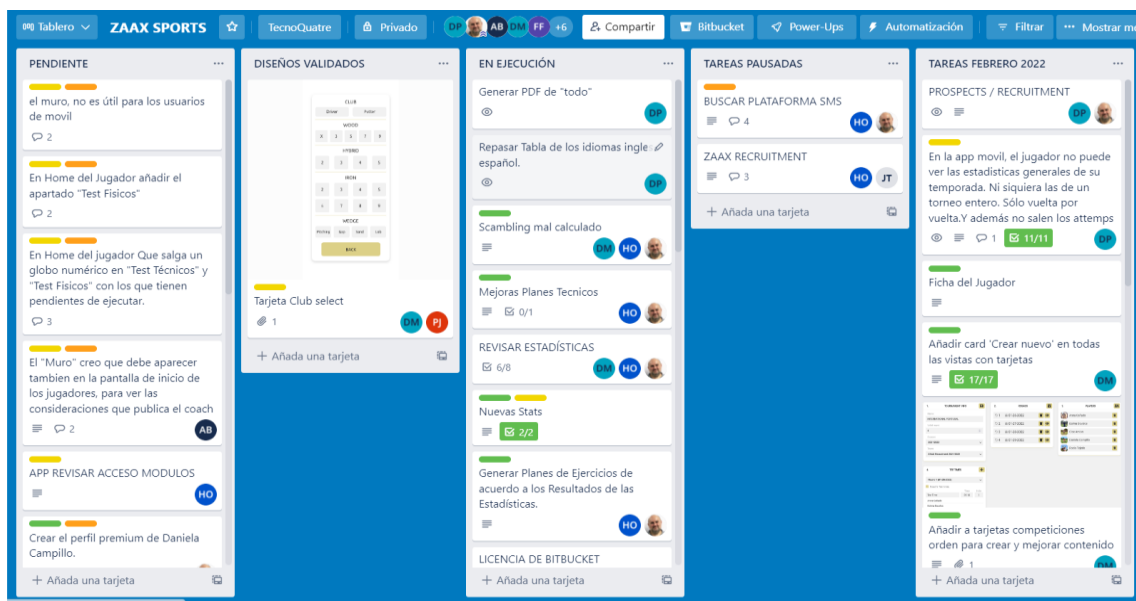 Tablero
ZAAX SPORTS
TecnoQuatre
Privado
DP
AB
DM
FF
+6
Compartir
Bitbucket
Power-Ups
Automatización
Filtrar
Mostrar me
PENDIENTE
el muro, no es útil para los usuarios
de movil
2
En Home del Jugador añadir el
apartado "Test Fisicos"
2
En Home del jugador Que salga un
globo numérico en "Test Técnicos" y
"Test Fisicos" con los que tienen
pendientes de ejecutar.
3
El "Muro" creo que debe aparecer
tambien en la pantalla de inicio de
los jugadores, para ver las
consideraciones que publica el coach
2
AB
APP REVISAR ACCESO MODULOS
HO
Crear el perfil premium de Daniela
Campillo.
+ Añada una tarjeta
DISEÑOS VALIDADOS
CLUB
Driver Putter
WOOD
HYBRID
IRON
WEDGE
BACK
Tarjeta Club select
1
DM
PJ
+ Añada una tarjeta
EN EJECUCIÓN
Generar PDF de "todo"
DP
Repasar Tabla de los idiomas ingles
español.
DP
Scambling mal calculado
DM
HO
Mejoras Planes Tecnicos
0/1
HO
REVISAR ESTADÍSTICAS
6/8
DM
HO
Nuevas Stats
2/2
Generar Planes de Ejercicios de
acuerdo a los Resultados de las
Estadísticas.
HO
LICENCIA DE BITBUCKET
+ Añada una tarjeta
TAREAS PAUSADAS
BUSCAR PLATAFORMA SMS
4
HO
ZAAX RECRUITMENT
3
HO
JT
+ Añada una tarjeta
TAREAS FEBRERO 2022
PROSPECTS / RECRUITMENT
DP
En la app movil, el jugador no puede
ver las estadisticas generales de su
temporada. Ni siquiera las de un
torneo entero. Sólo vuelta por
vuelta.Y además no salen los attemps
1
11/11
DP
Ficha del Jugador
Añadir card 'Crear nuevo' en todas
las vistas con tarjetas
17/17
DM
Añadir a tarjetas competiciones
orden para crear y mejorar contenido
1
DM
+ Añada una tarjeta